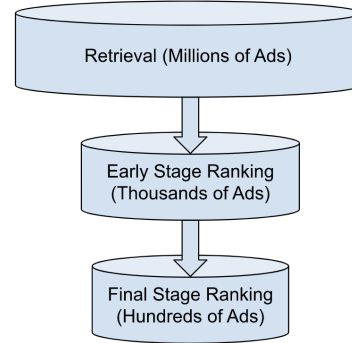 Retrieval (Millions of Ads)
Early Stage Ranking
(Thousands of Ads)
Final Stage Ranking
(Hundreds of Ads)